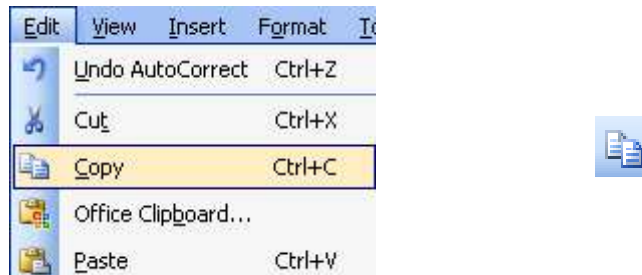 Edit View Insert Format
Undo AutoCorrect Ctrl+Z
Cut Ctrl+X
Copy Ctrl+C
Office Clipboard...
Paste Ctrl+V